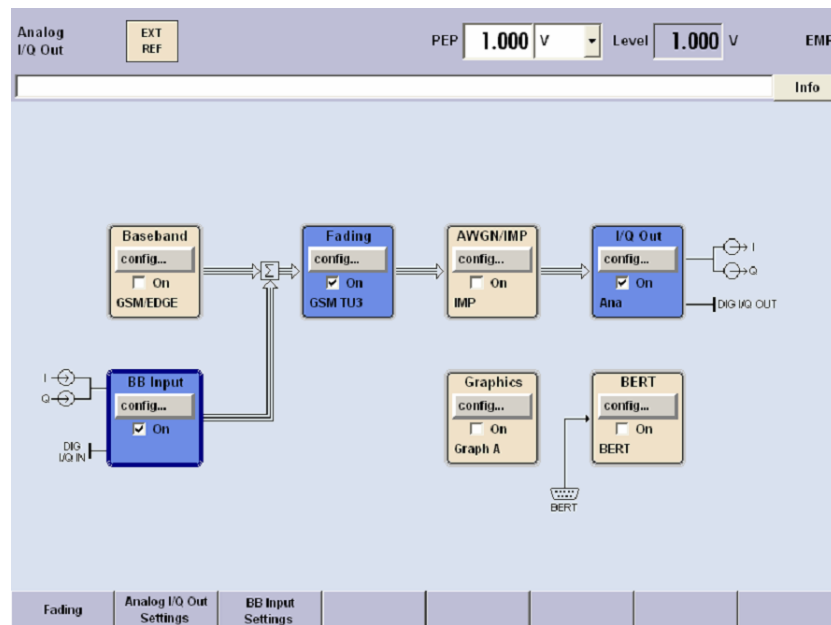 Analog
I/Q Out
EXT
REF
PEP 1.000 V Level 1.000 V EMF
Info
Baseband
config...
On
GSM/EDGE
Σ
Fading
config...
On
GSM TU3
AWGN/IMP
config...
On
IMP
I/Q Out
config...
On
Ana
I
Q
DIG I/Q OUT
I
Q
DIG
I/Q IN
BB Input
config...
On
Graphics
config...
On
Graph A
BERT
config...
On
BERT
BERT
Fading
Analog I/Q Out
Settings
BB Input
Settings